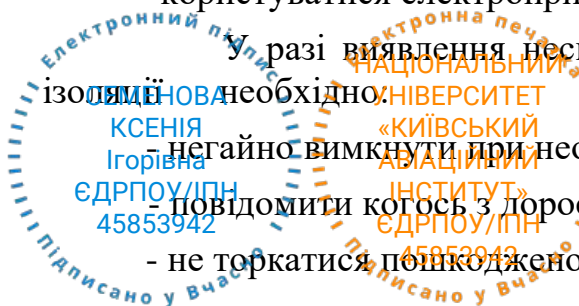 користуватися електропри
У разі виявлення несп
ізоляції необхідно:
- негайно вимкнути при нес
- повідомити когось з дорос
- не торкатися пошкоджено
Електронний підпис
СЕМЕНОВА
КСЕНІЯ
Ігорівна
ЄДРПОУ/ІПН
45853942
Підписано у Вчасно
Електронна печатка
НАЦІОНАЛЬНИЙ
УНІВЕРСИТЕТ
«КИЇВСЬКИЙ
АВІАЦІЙНИЙ
ІНСТИТУТ»
ЄДРПОУ/ІПН
45853942
Підписано у Вчасно